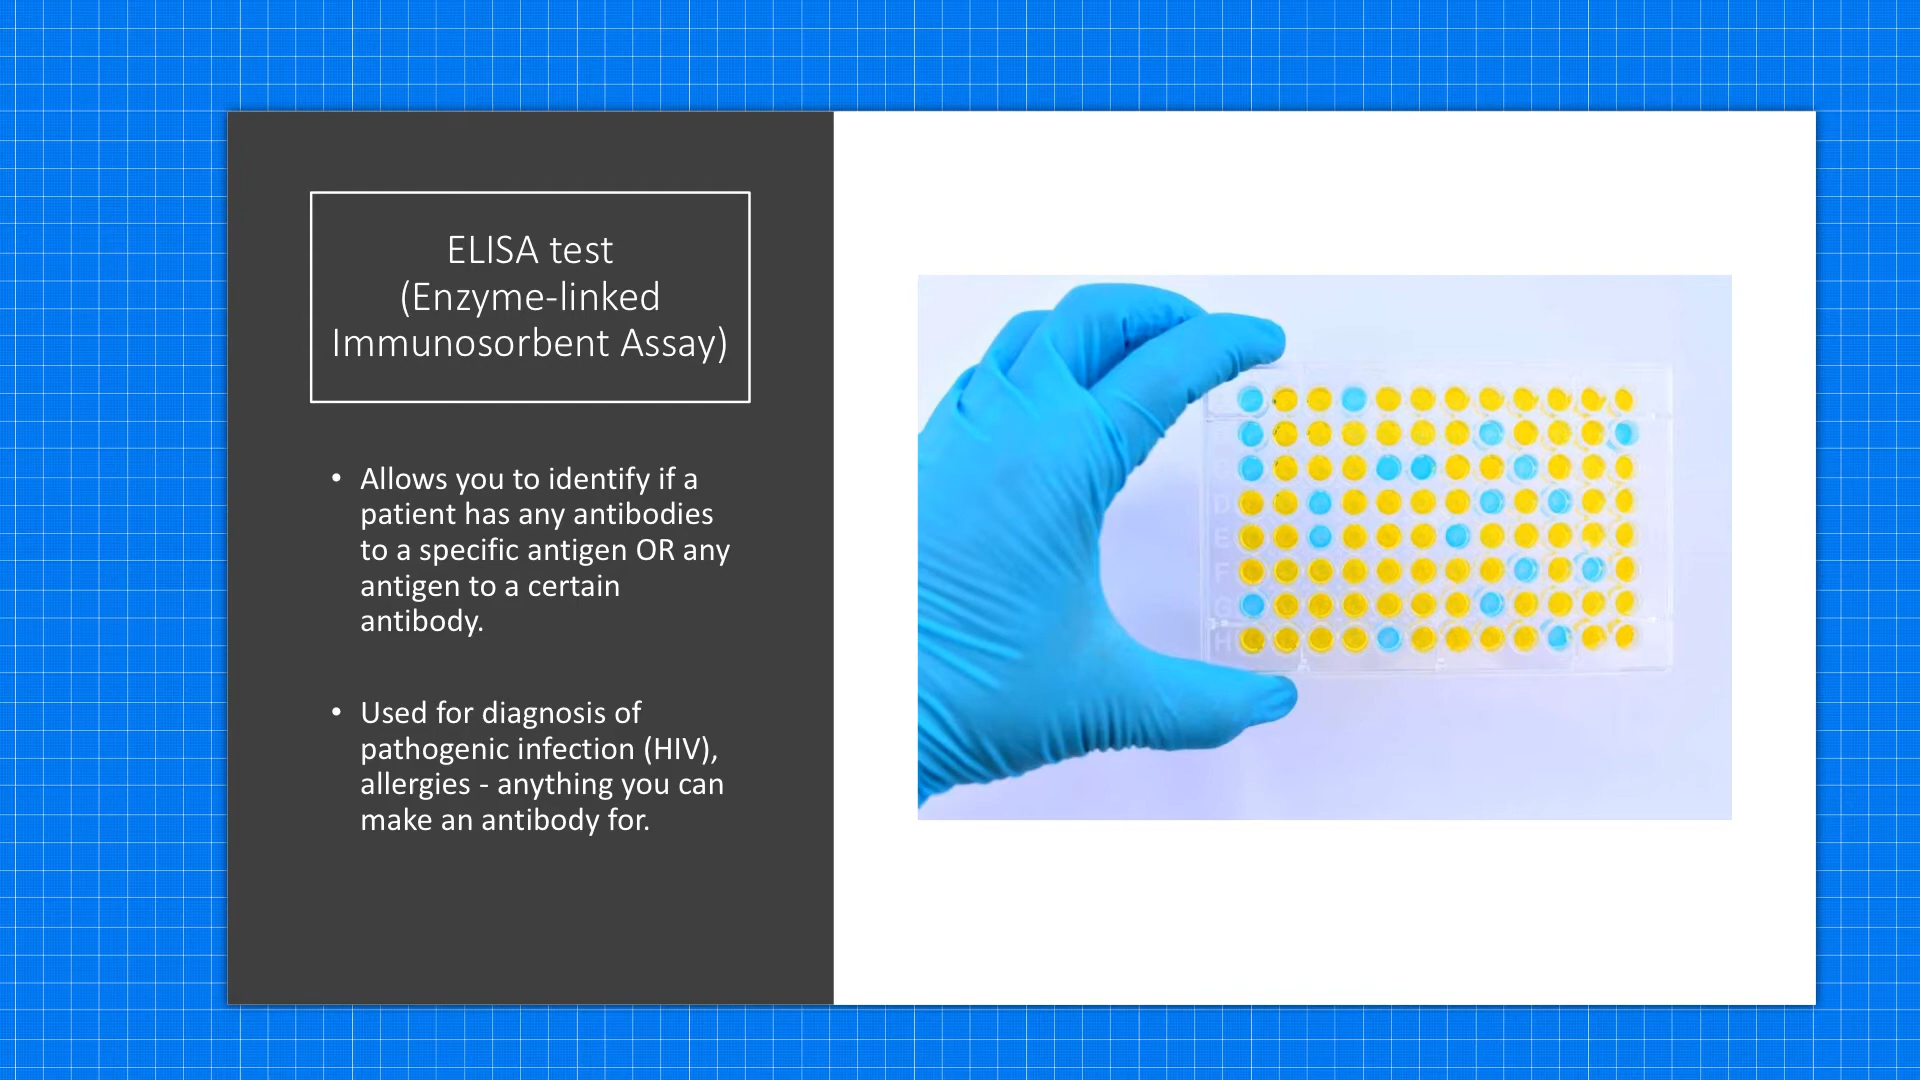 ELISA test
(Enzyme-linked
Immunosorbent Assay)
• Allows you to identify if a
patient has any antibodies
to a specific antigen OR any
antigen to a certain
antibody.
• Used for diagnosis of
pathogenic infection (HIV),
allergies - anything you can
make an antibody for.
D
E
F
G
H